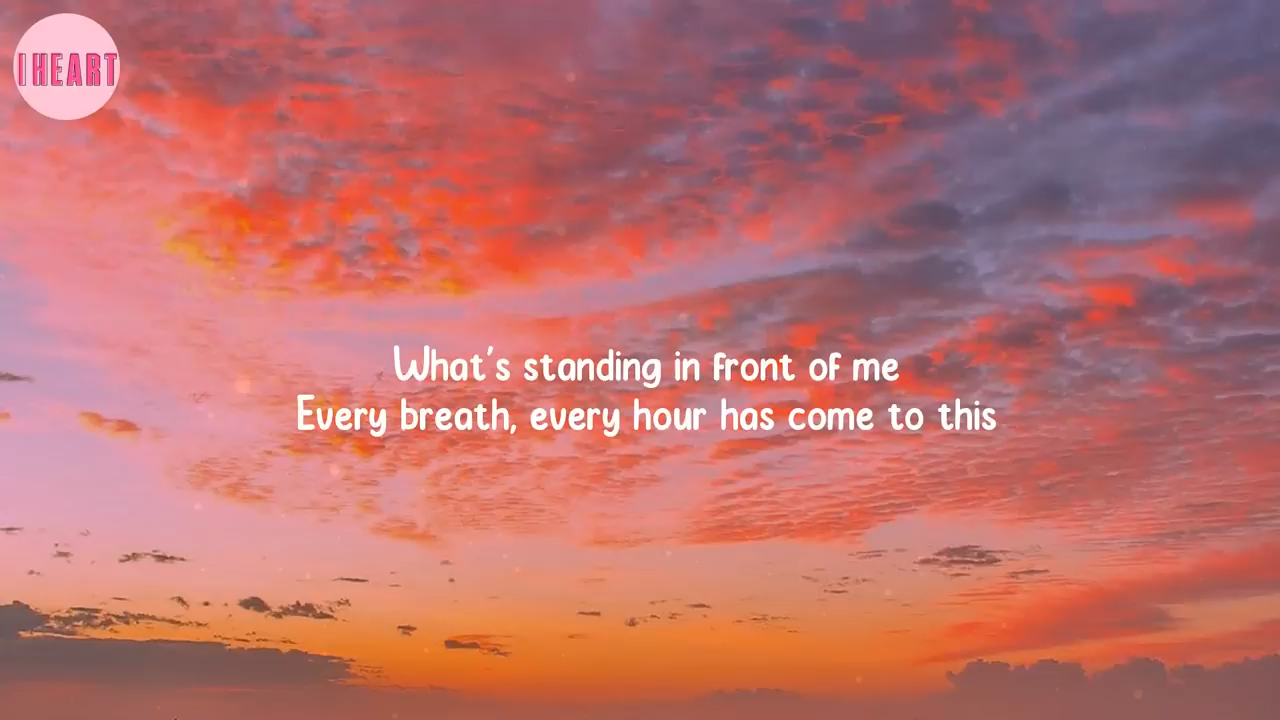 I HEART
What's standing in front of me
Every breath, every hour has come to this